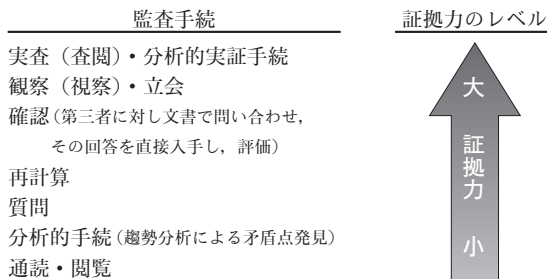 監査手続
証拠力のレベル
実査（査閲）・分析的実証手続
観察（視察）・立会
確認（第三者に対し文書で問い合わせ，
その回答を直接入手し，評価）
再計算
質問
分析的手続（趨勢分析による矛盾点発見）
通読・閲覧
大
証拠力
小